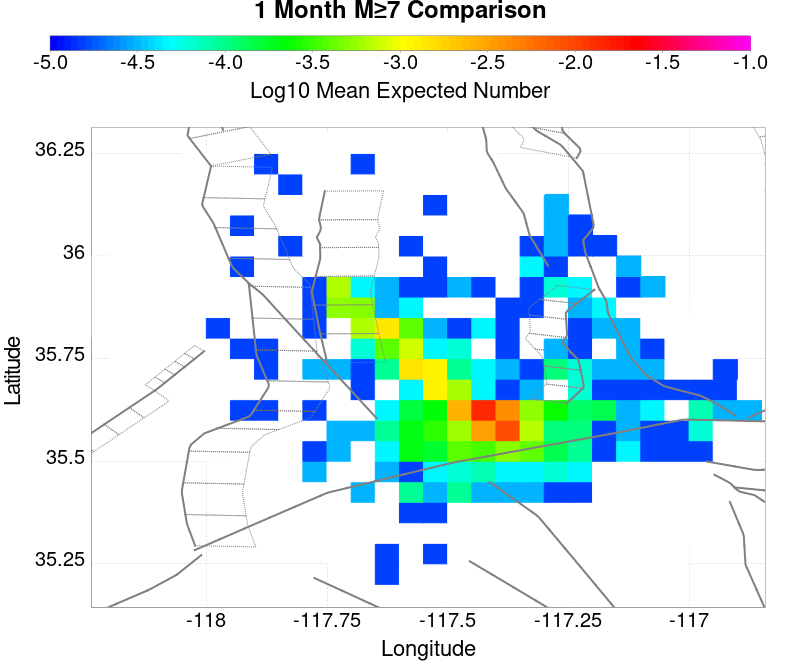 1 Month M≥7 Comparison
-5.0 -4.5 -4.0 -3.5 -3.0 -2.5 -2.0 -1.5 -1.0
Log10 Mean Expected Number
36.25
36
35.75
35.5
35.25
Latitude
-118 -117.75 -117.5 -117.25 -117
Longitude